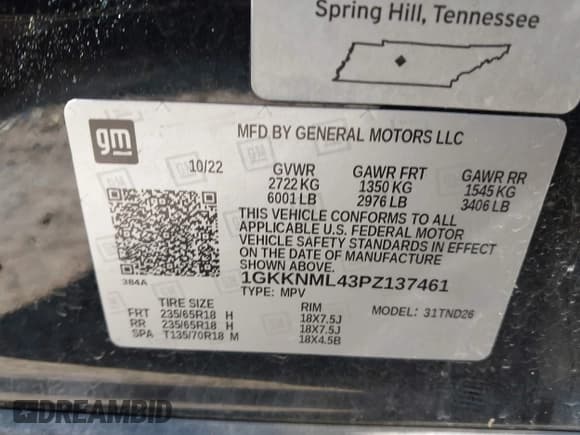 Spring Hill, Tennessee
gm
MFD BY GENERAL MOTORS LLC
10/22
GVWR GAWR FRT GAWR RR
2722 KG 1350 KG 1545 KG
6001 LB 2976 LB 3406 LB
THIS VEHICLE CONFORMS TO ALL
APPLICABLE U.S. FEDERAL MOTOR
VEHICLE SAFETY STANDARDS IN EFFECT
ON THE DATE OF MANUFACTURE
SHOWN ABOVE.
384A
1GKKNML43PZ137461
TYPE: MPV
MODEL: 31TND26
TIRE SIZE RIM
FRT 235/65R18 H 18X7.5J
RR 235/65R18 H 18X7.5J
SPA T135/70R18 M 18X4.5B
DREAMBID